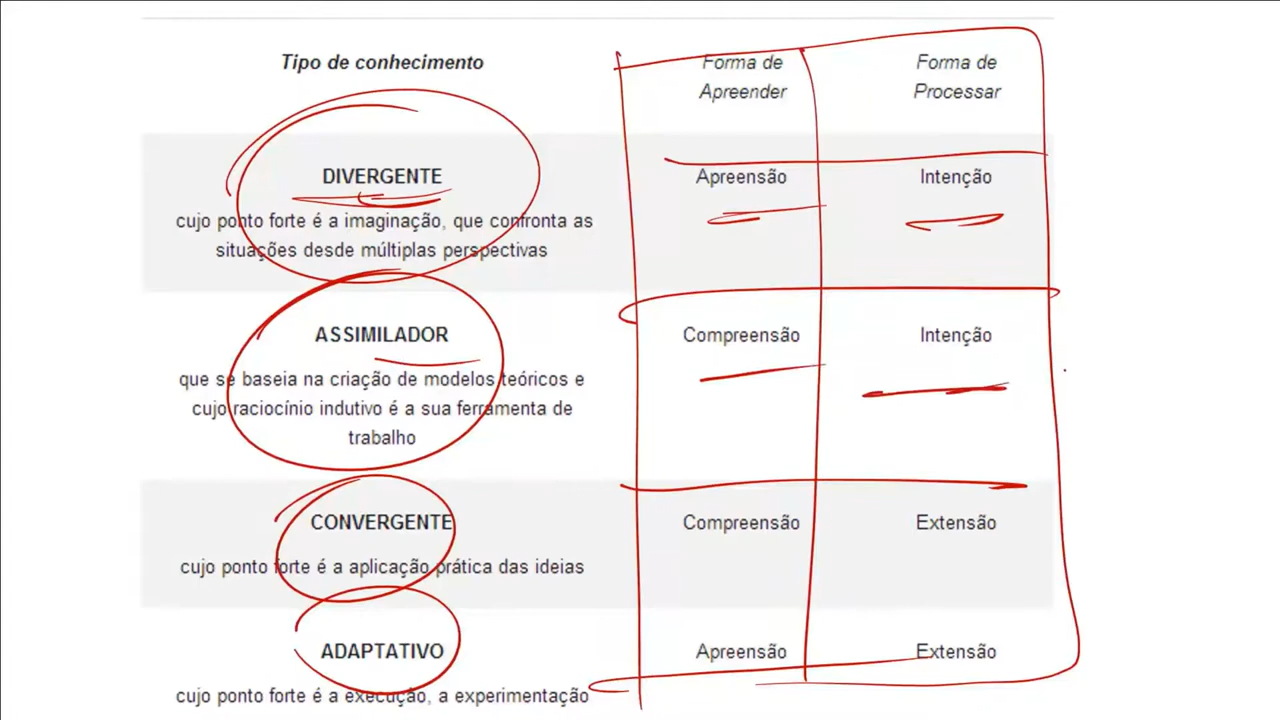 Tipo de conhecimento
Forma de
Apreender
Forma de
Processar
DIVERGENTE
Apreensão
Intenção
cujo ponto forte é a imaginação, que confronta as
situações desde múltiplas perspectivas
ASSIMILADOR
Compreensão
Intenção
que se baseia na criação de modelos teóricos e
cujo raciocínio indutivo é a sua ferramenta de
trabalho
CONVERGENTE
Compreensão
Extensão
cujo ponto forte é a aplicação prática das ideias
ADAPTATIVO
Apreensão
Extensão
cujo ponto forte é a execução, a experimentação